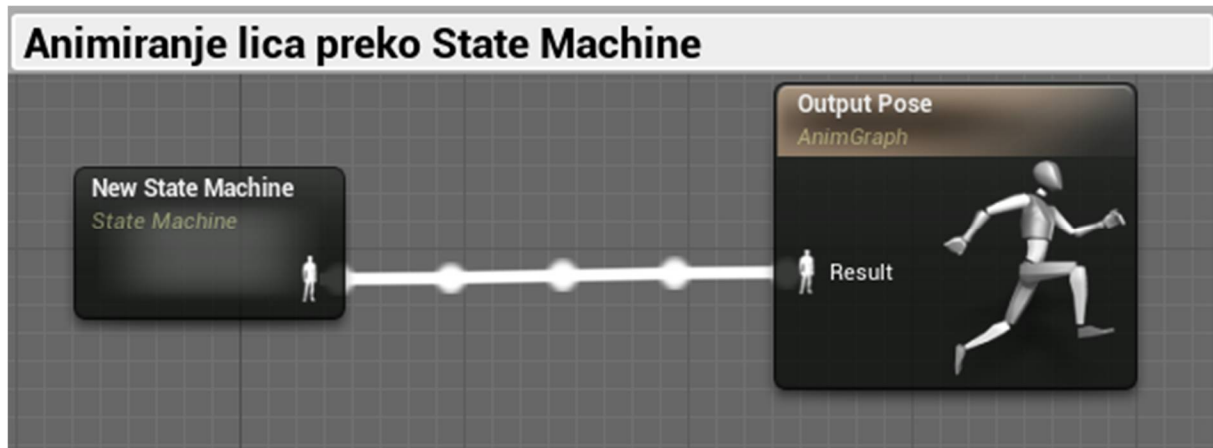 Animiranje lica preko State Machine
Output Pose
AnimGraph
New State Machine
State Machine
Result